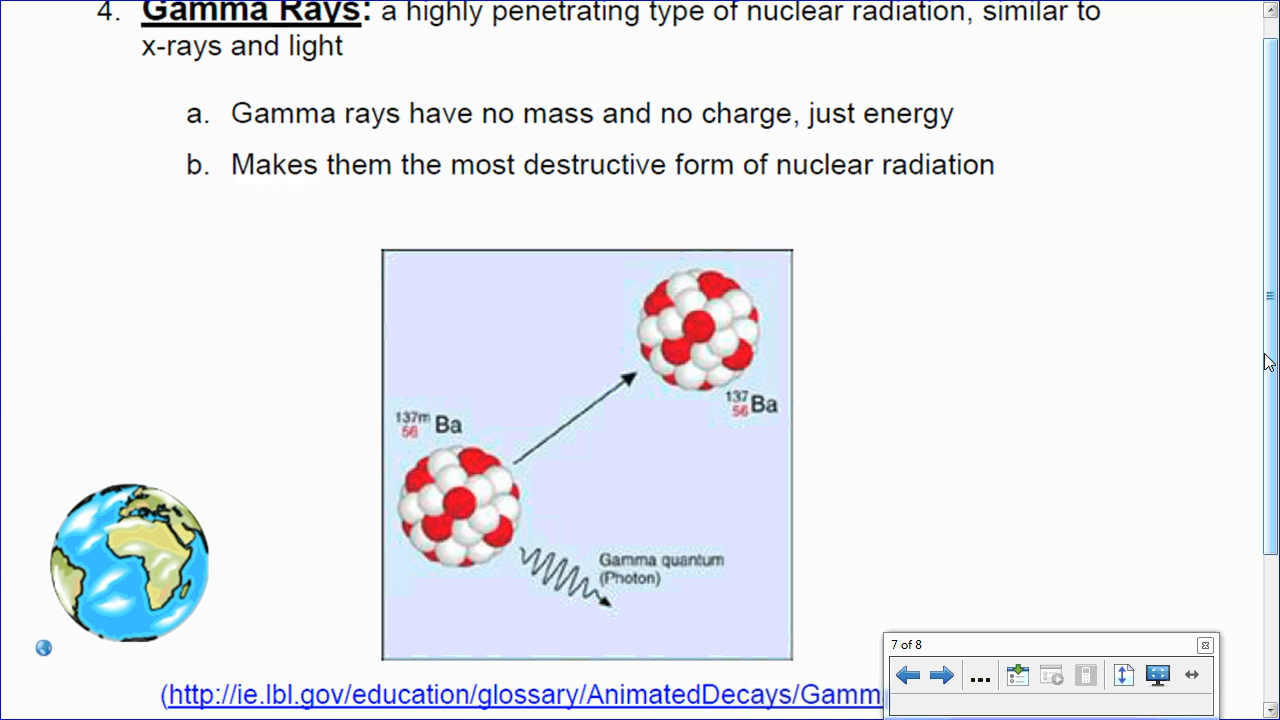 4. Gamma Rays: a highly penetrating type of nuclear radiation, similar to
x-rays and light
a. Gamma rays have no mass and no charge, just energy
b. Makes them the most destructive form of nuclear radiation
137
56 Ba
137m
56 Ba
Gamma quantum
(Photon)
(http://ie.lbl.gov/education/glossary/AnimatedDecays/Gamm
7 of 8